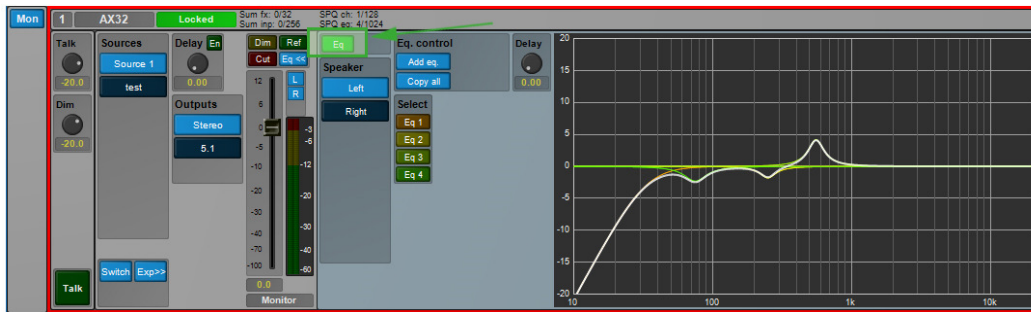 Mon
1 AX32 Locked Sum fx: 0/32 SPQ ch: 1/128
Sum inp: 0/256 SPQ eq: 4/1024
Talk
-20.0
Dim
-20.0
Talk
Sources
Source 1
test
Switch Exp>>
Delay En
0.00
Outputs
Stereo
5.1
Dim Ref
Cut Eq <<
12
6
0
-5
-10
-20
-30
-40
-70
-100
L
R
-3
-6
-12
-20
-30
-40
-60
0.0
Monitor
Eq
Speaker
Left
Right
Eq. control
Add eq.
Copy all
Select
Eq 1
Eq 2
Eq 3
Eq 4
Delay
0.00
20
15
10
5
0
-5
-10
-15
-20
10 100 1k 10k